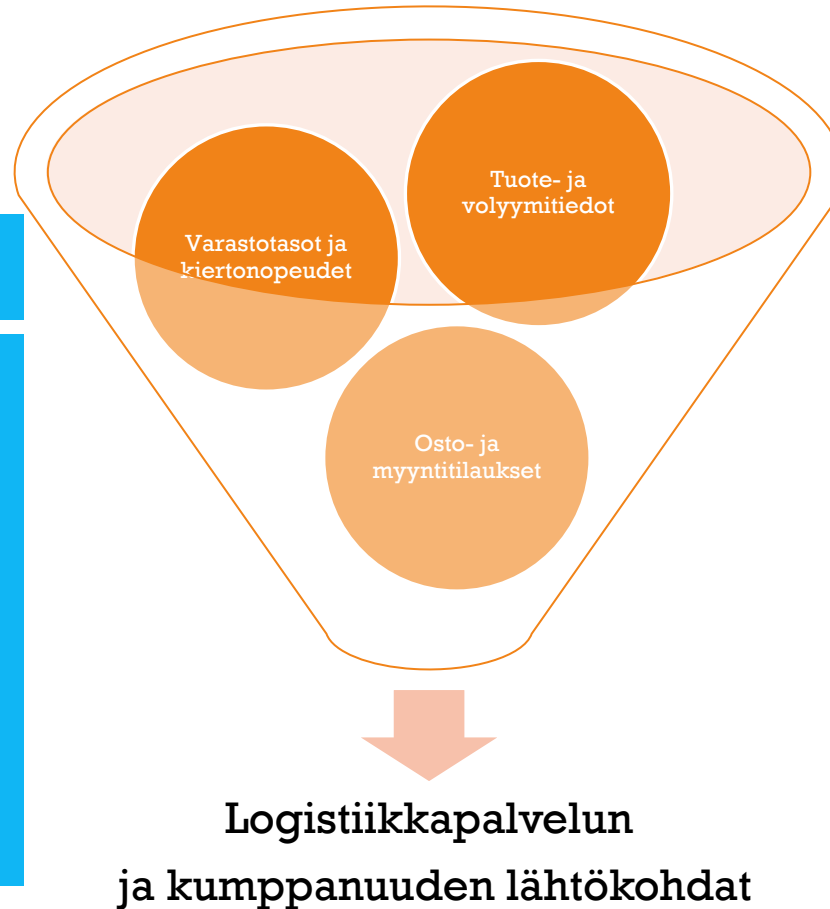 Tuote- ja
volyymitiedot
Varastotasot ja
kiertonopeudet
Osto- ja
myyntitilaukset
Logistiikkapalvelun
ja kumppanuuden lähtökohdat